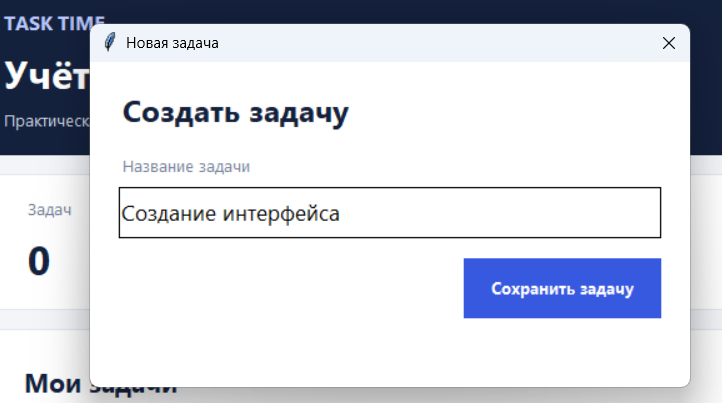 TASK TIME
Новая задача
Учёт
Практическ
Создать задачу
Название задачи
Создание интерфейса
Сохранить задачу
Задач
0
Мои задачи